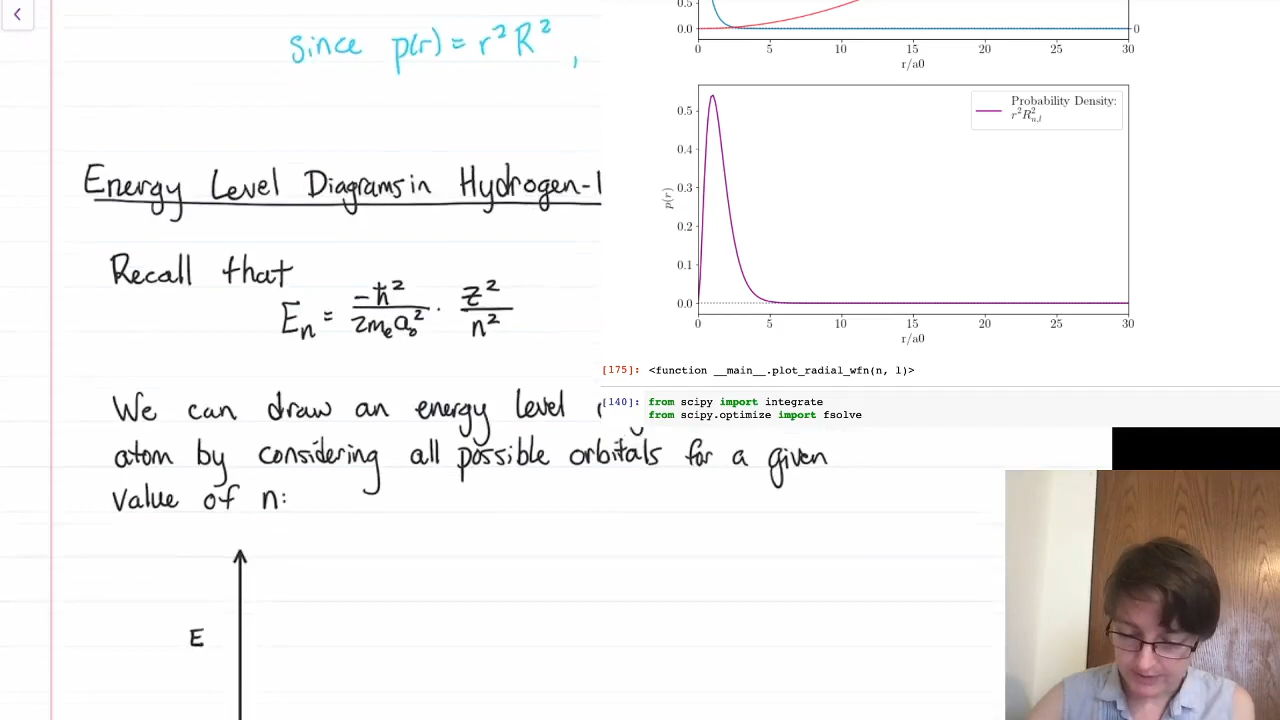 since p(r) = r² R² ,
Energy Level Diagrams in Hydrogen-l
Recall that
Eₙ = -ħ² / 2mₑa₀² · Z² / n²
We can draw an energy level
atom by considering all possible orbitals for a given
value of n:
E
0.5
0.0
0
0 5 10 15 20 25 30
r/a0
Probability Density:
r²R²ₙ,ₗ
0.5
0.4
0.3
0.2
0.1
0.0
p(r)
0 5 10 15 20 25 30
r/a0
[175]: <function __main__.plot_radial_wfn(n, l)>
[140]: from scipy import integrate
from scipy.optimize import fsolve